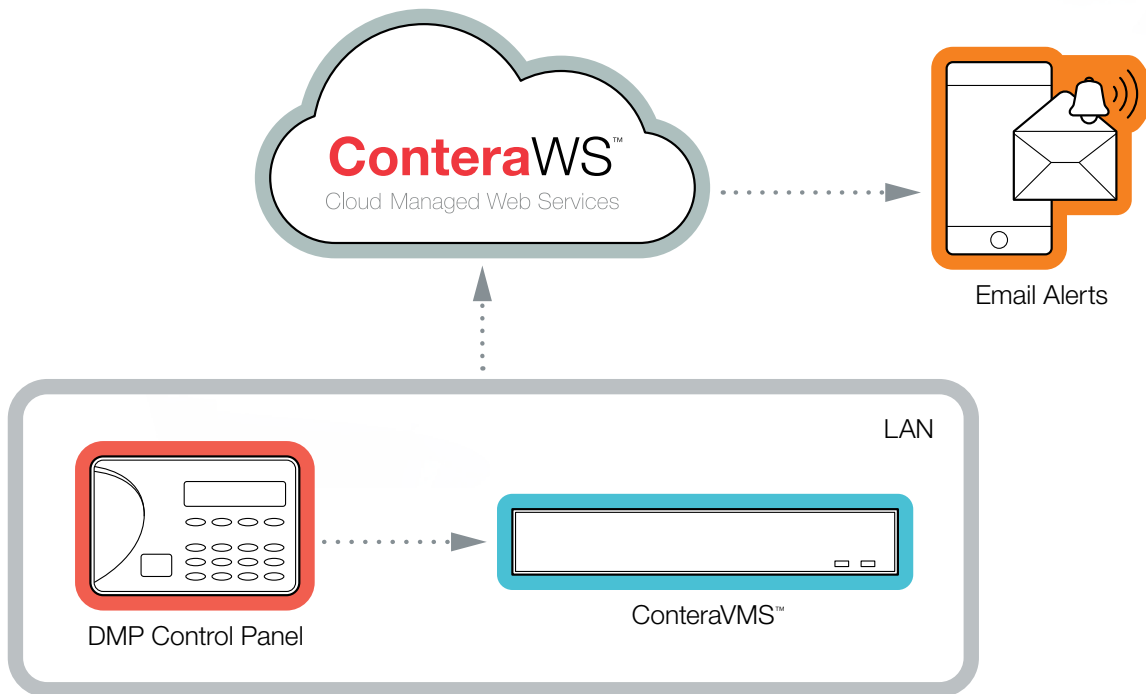 ConteraWS™
Cloud Managed Web Services
Email Alerts
LAN
ConteraVMS™
DMP Control Panel